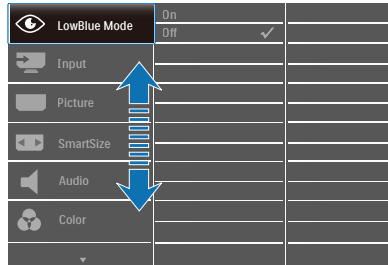 LowBlue Mode
On
Off
Input
Picture
SmartSize
Audio
Color